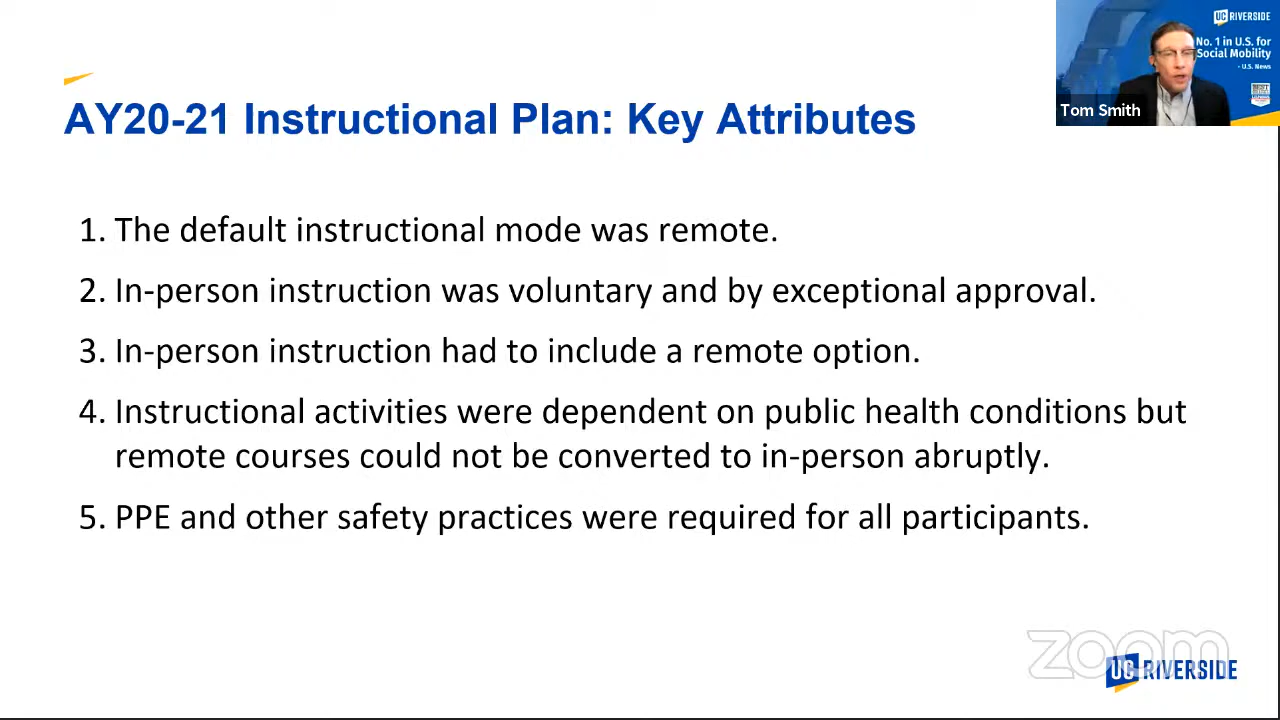 UC RIVERSIDE
No. 1 in U.S. for
Social Mobility
- U.S. News
Tom Smith
AY20-21 Instructional Plan: Key Attributes
1. The default instructional mode was remote.
2. In-person instruction was voluntary and by exceptional approval.
3. In-person instruction had to include a remote option.
4. Instructional activities were dependent on public health conditions but
remote courses could not be converted to in-person abruptly.
5. PPE and other safety practices were required for all participants.
zoom
UC RIVERSIDE